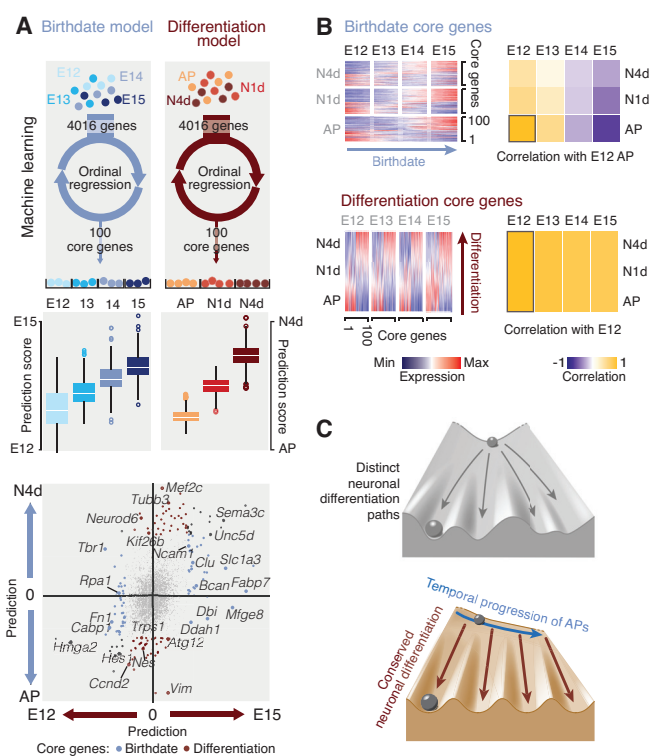 A
Birthdate model
Differentiation
model
E12
E14
E13
E15
AP
N1d
N4d
4016 genes
4016 genes
Machine learning
Ordinal
regression
Ordinal
regression
100
core genes
100
core genes
E12 13 14 15
AP N1d N4d
E15
E12
Prediction score
N4d
AP
Prediction score
N4d
0
AP
Prediction
Mef2c
Tubb3
Sema3c
Neurod6
Unc5d
Kif26b
Ncam1
Tbr1
Clu
Slc1a3
Rpa1
Bcan
Fabp7
Dbi
Mfge8
Fn1
Trps1
Cabp1
Ddah1
Hmga2
Atg12
Hes1
Nes
Ccnd2
Vim
E12 0 E15
Prediction
Core genes: Birthdate Differentiation
B
Birthdate core genes
E12 E13 E14 E15
N4d
N1d
AP
Core genes
100
1
Birthdate
E12 E13 E14 E15
N4d
N1d
AP
Correlation with E12 AP
Differentiation core genes
E12 E13 E14 E15
N4d
N1d
AP
Differentiation
1
100
Core genes
E12 E13 E14 E15
N4d
N1d
AP
Correlation with E12
Min Max
Expression
-1 1
Correlation
C
Distinct
neuronal
differentiation
paths
Temporal progression of APs
Conserved
neuronal differentiation